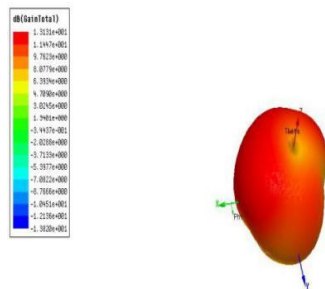 dB(GainTotal)
1.3131e+001
1.1447e+001
9.7623e+000
8.0779e+000
6.3934e+000
4.7090e+000
3.0245e+000
1.3401e+000
-3.4437e-001
-2.0288e+000
-3.7133e+000
-5.3977e+000
-7.0822e+000
-8.7666e+000
-1.0451e+001
-1.2136e+001
-1.3820e+001
Z
Theta
Y